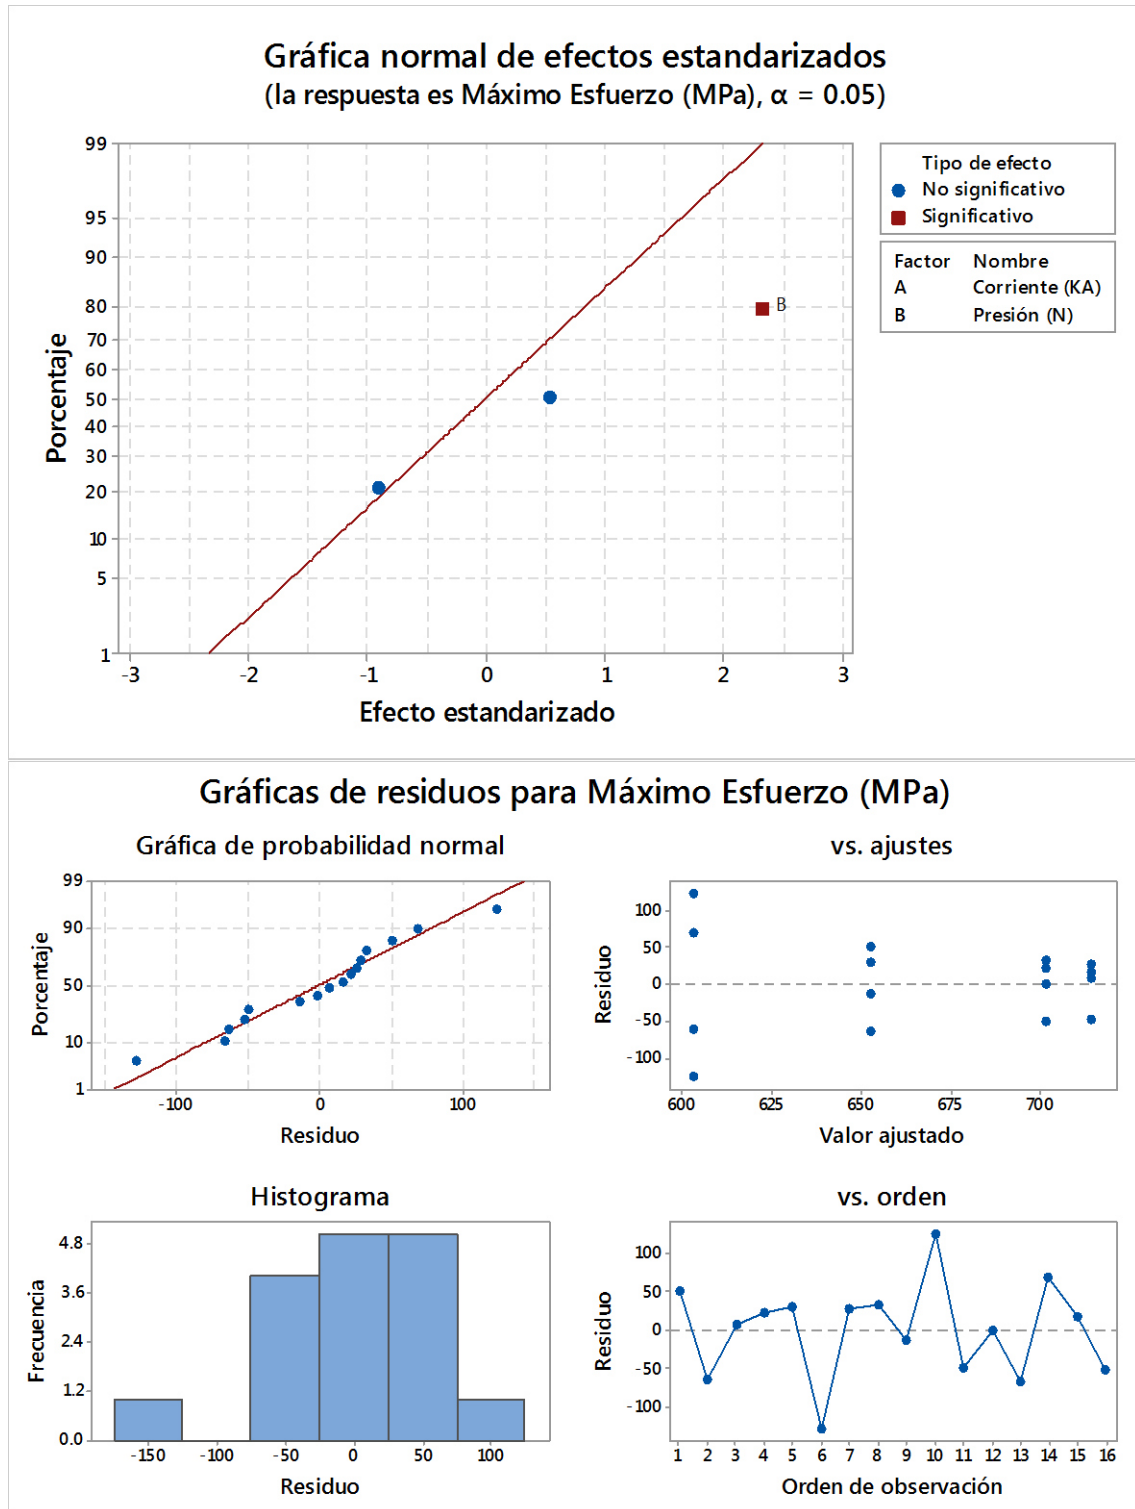 Gráfica normal de efectos estandarizados
(la respuesta es Máximo Esfuerzo (MPa), α = 0.05)
99
95
90
80
70
60
50
40
30
20
10
5
1
Porcentaje
-3 -2 -1 0 1 2 3
Efecto estandarizado
B
Tipo de efecto
No significativo
Significativo
Factor Nombre
A Corriente (KA)
B Presión (N)
Gráficas de residuos para Máximo Esfuerzo (MPa)
Gráfica de probabilidad normal
99
90
50
10
1
Porcentaje
-100 0 100
Residuo
vs. ajustes
100
50
0
-50
-100
Residuo
600 625 650 675 700
Valor ajustado
Histograma
4.8
3.6
2.4
1.2
0.0
Frecuencia
-150 -100 -50 0 50 100
Residuo
vs. orden
100
50
0
-50
-100
Residuo
1 2 3 4 5 6 7 8 9 10 11 12 13 14 15 16
Orden de observación